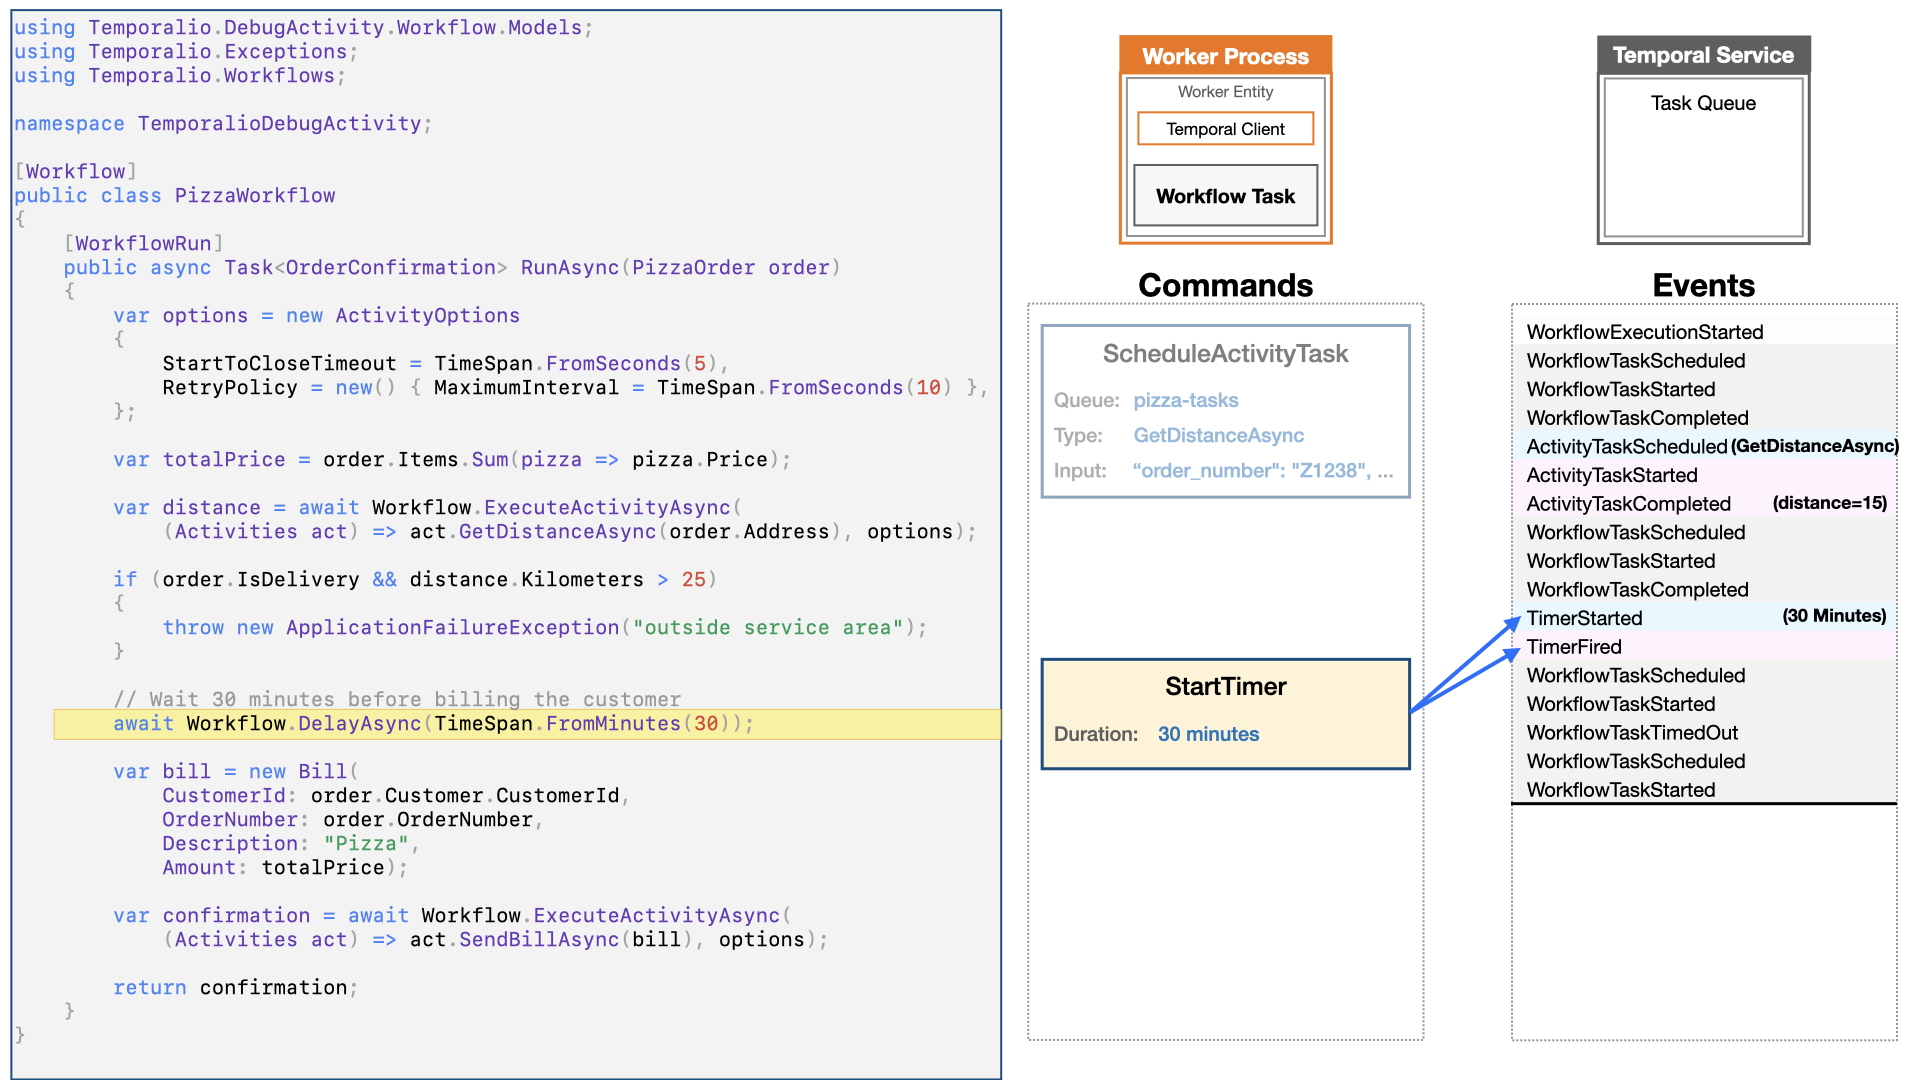 using Temporalio.DebugActivity.Workflow.Models;
using Temporalio.Exceptions;
using Temporalio.Workflows;
namespace TemporalioDebugActivity;
[Workflow]
public class PizzaWorkflow
{
[WorkflowRun]
public async Task<OrderConfirmation> RunAsync(PizzaOrder order)
{
var options = new ActivityOptions
{
StartToCloseTimeout = TimeSpan.FromSeconds(5),
RetryPolicy = new() { MaximumInterval = TimeSpan.FromSeconds(10) },
};
var totalPrice = order.Items.Sum(pizza => pizza.Price);
var distance = await Workflow.ExecuteActivityAsync(
(Activities act) => act.GetDistanceAsync(order.Address), options);
if (order.IsDelivery && distance.Kilometers > 25)
{
throw new ApplicationFailureException("outside service area");
}
// Wait 30 minutes before billing the customer
await Workflow.DelayAsync(TimeSpan.FromMinutes(30));
var bill = new Bill(
CustomerId: order.Customer.CustomerId,
OrderNumber: order.OrderNumber,
Description: "Pizza",
Amount: totalPrice);
var confirmation = await Workflow.ExecuteActivityAsync(
(Activities act) => act.SendBillAsync(bill), options);
return confirmation;
}
}
Worker Process
Worker Entity
Temporal Client
Workflow Task
Commands
ScheduleActivityTask
Queue: pizza-tasks
Type: GetDistanceAsync
Input: “order_number": "Z1238", ...
StartTimer
Duration: 30 minutes
Temporal Service
Task Queue
Events
WorkflowExecutionStarted
WorkflowTaskScheduled
WorkflowTaskStarted
WorkflowTaskCompleted
ActivityTaskScheduled (GetDistanceAsync)
ActivityTaskStarted
ActivityTaskCompleted (distance=15)
WorkflowTaskScheduled
WorkflowTaskStarted
WorkflowTaskCompleted
TimerStarted (30 Minutes)
TimerFired
WorkflowTaskScheduled
WorkflowTaskStarted
WorkflowTaskTimedOut
WorkflowTaskScheduled
WorkflowTaskStarted